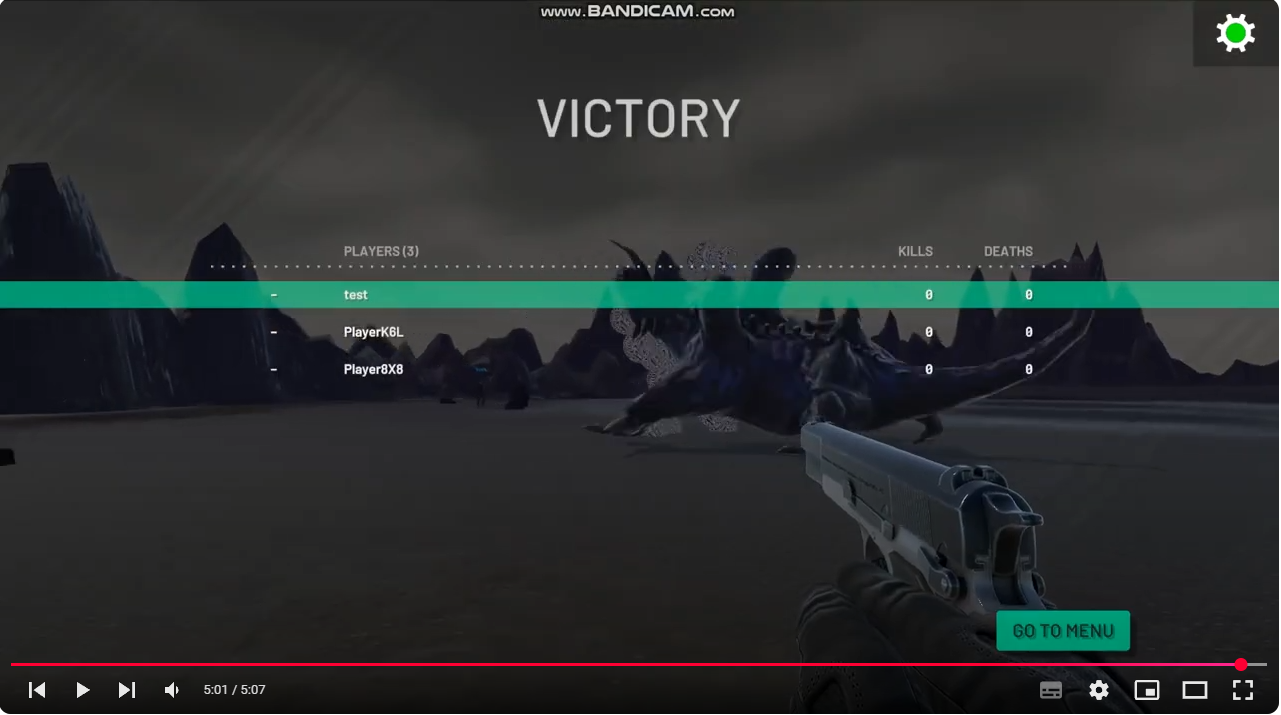 www.BANDICAM.com
VICTORY
PLAYERS (3) KILLS DEATHS
- test 0 0
- PlayerK6L 0 0
- Player8X8 0 0
GO TO MENU
5:01 / 5:07